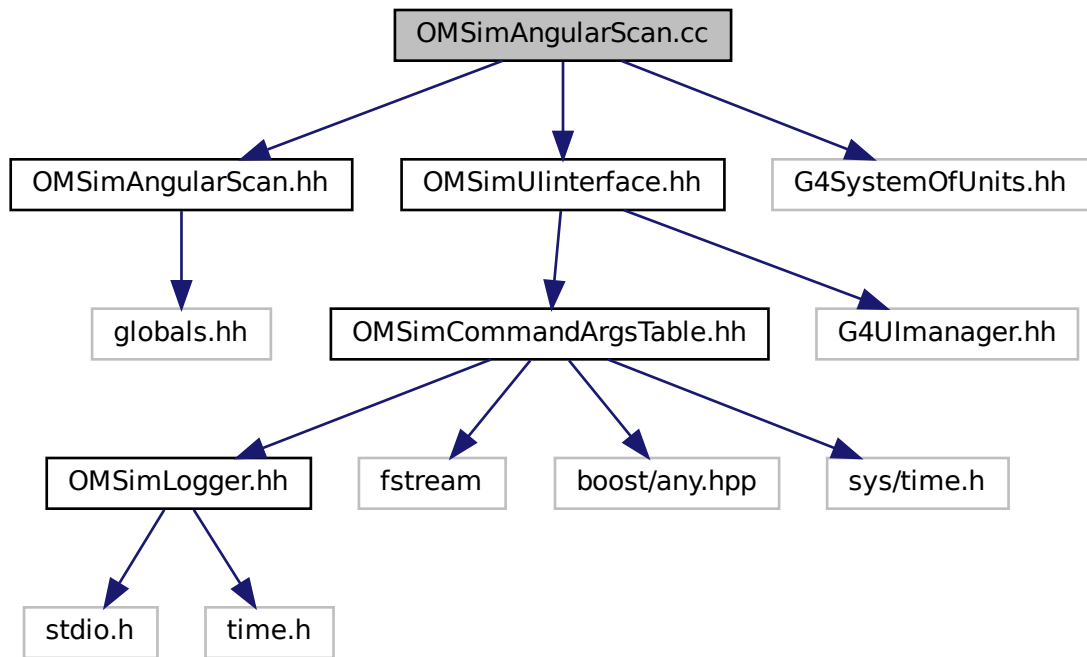 OMSimAngularScan.cc
OMSimAngularScan.hh
OMSimUIinterface.hh
G4SystemOfUnits.hh
globals.hh
OMSimCommandArgsTable.hh
G4UImanager.hh
OMSimLogger.hh
fstream
boost/any.hpp
sys/time.h
stdio.h
time.h